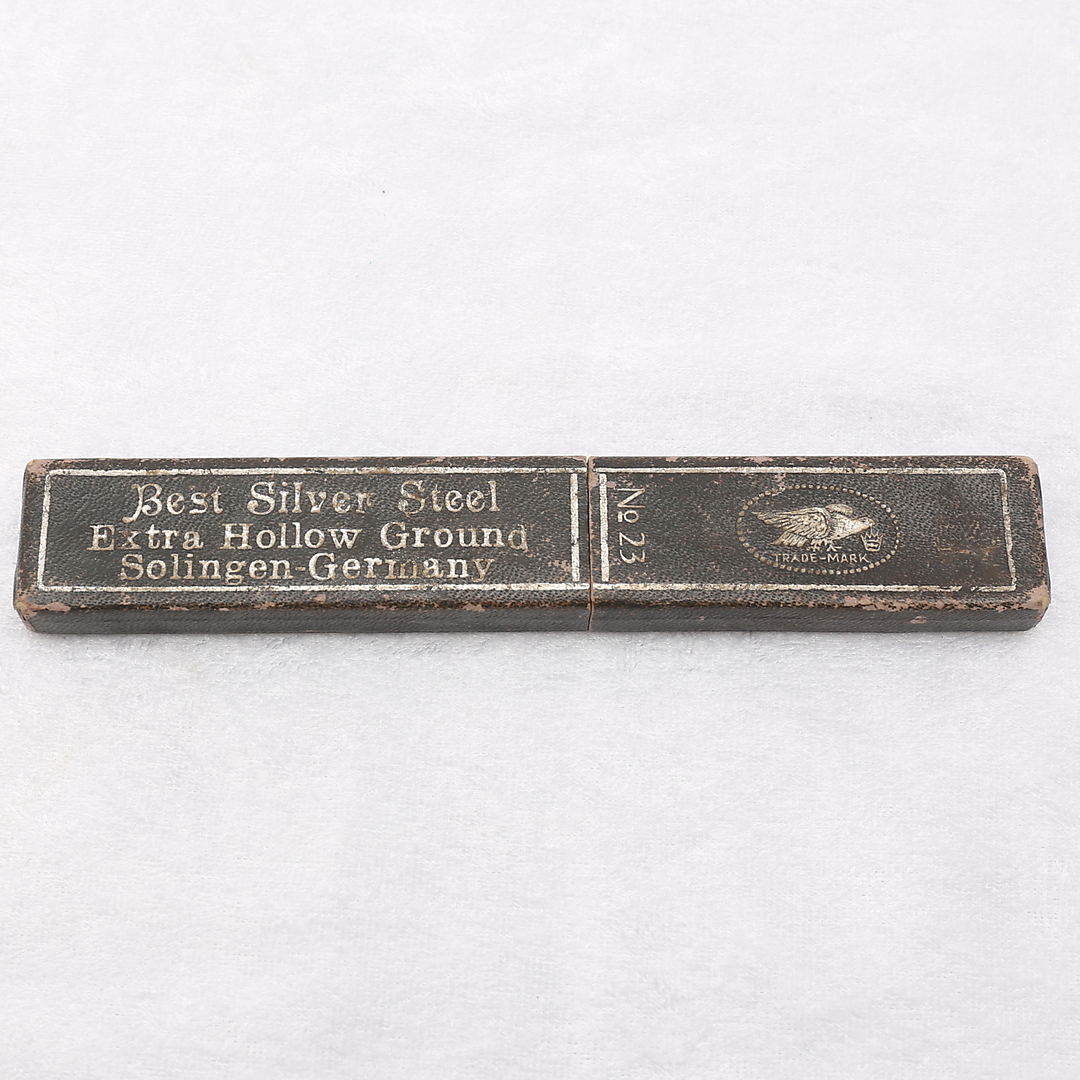 Best Silver Steel
Extra Hollow Ground
Solingen-Germany
No 23
TRADE-MARK